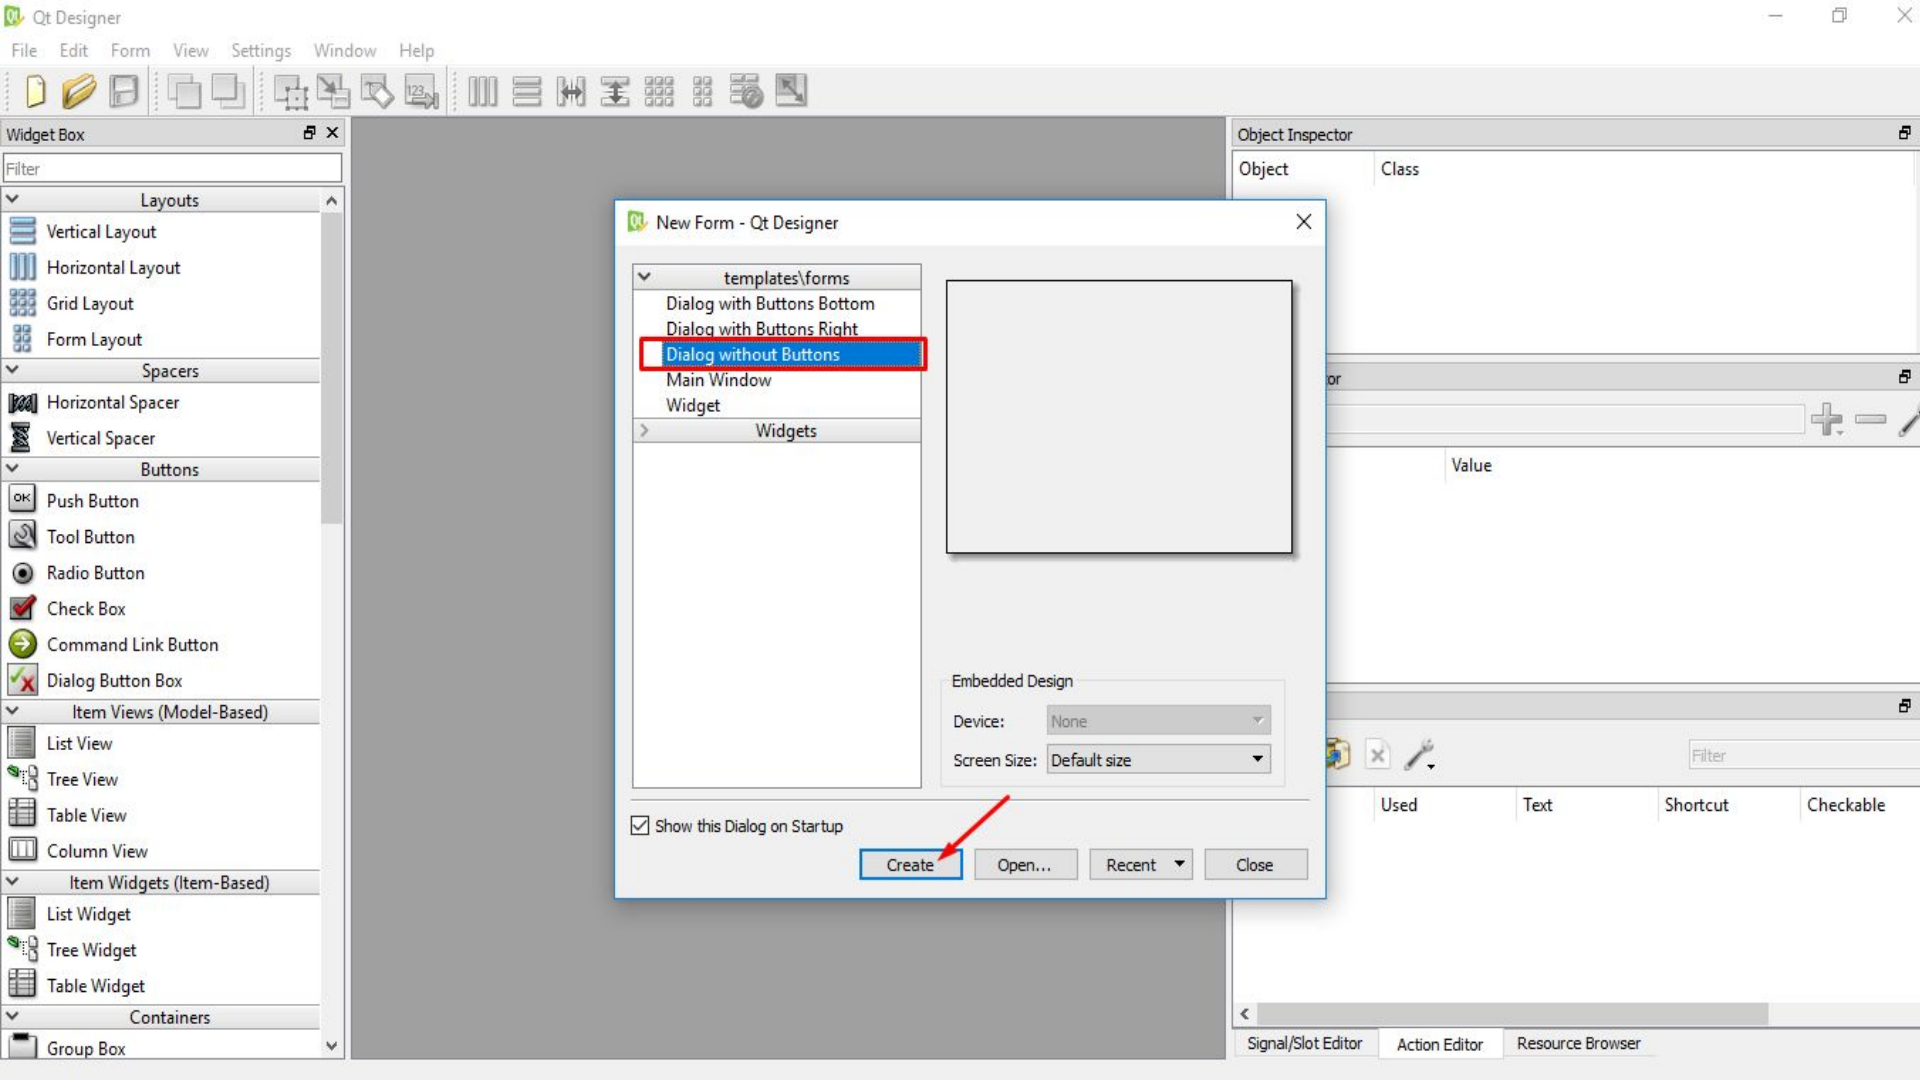 Qt Designer
File Edit Form View Settings Window Help
123
Widget Box
Filter
Layouts
Vertical Layout
Horizontal Layout
Grid Layout
Form Layout
Spacers
Horizontal Spacer
Vertical Spacer
Buttons
OK Push Button
Tool Button
Radio Button
Check Box
Command Link Button
Dialog Button Box
Item Views (Model-Based)
List View
Tree View
Table View
Column View
Item Widgets (Item-Based)
List Widget
Tree Widget
Table Widget
Containers
Group Box
New Form - Qt Designer
templates\forms
Dialog with Buttons Bottom
Dialog with Buttons Right
Dialog without Buttons
Main Window
Widget
Widgets
Embedded Design
Device: None
Screen Size: Default size
Show this Dialog on Startup
Create Open... Recent Close
Object Inspector
Object Class
or
Value
Filter
Used Text Shortcut Checkable
Signal/Slot Editor Action Editor Resource Browser